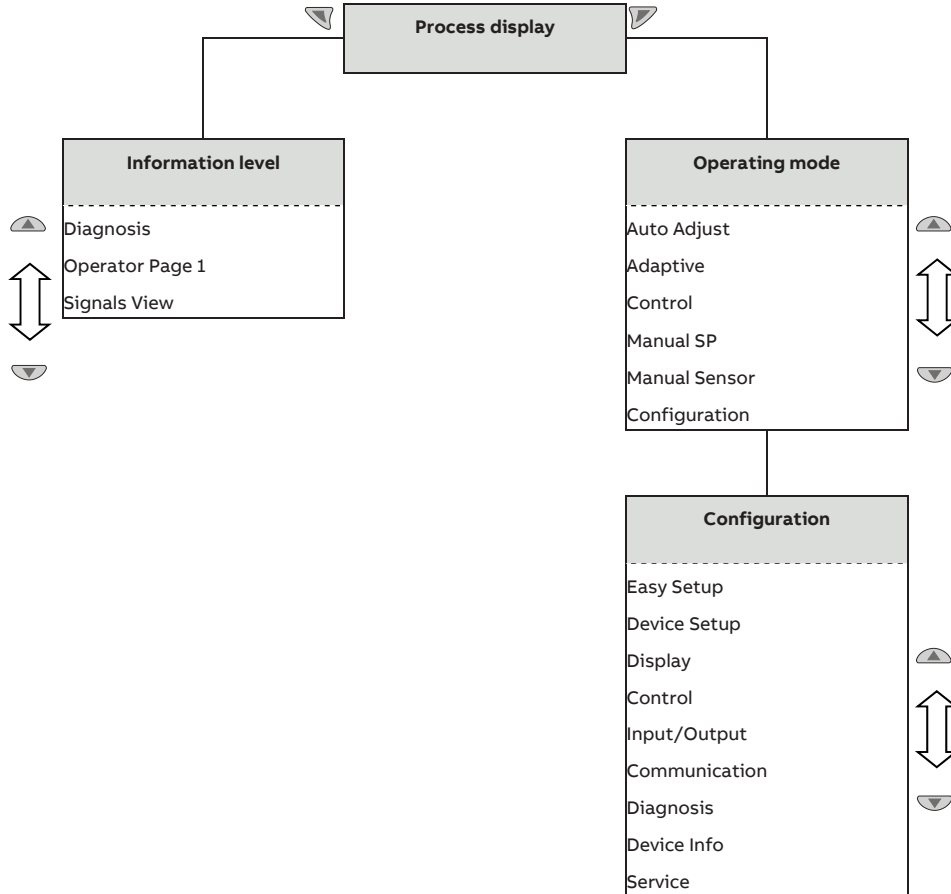 Process display
Information level
Diagnosis
Operator Page 1
Signals View
Operating mode
Auto Adjust
Adaptive
Control
Manual SP
Manual Sensor
Configuration
Configuration
Easy Setup
Device Setup
Display
Control
Input/Output
Communication
Diagnosis
Device Info
Service